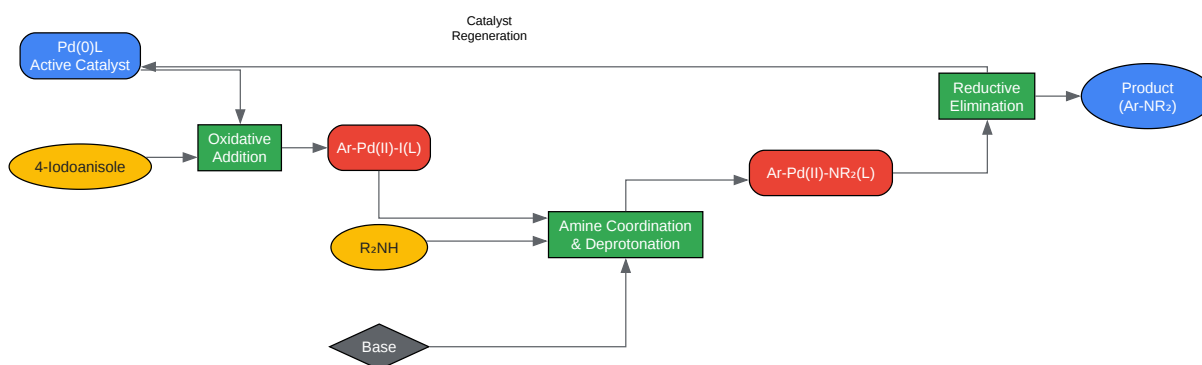 Catalyst
Regeneration
Pd(0)L
Active Catalyst
Reductive
Elimination
Product
(Ar-NR₂)
Oxidative
Addition
4-Iodoanisole
Ar-Pd(II)-I(L)
Ar-Pd(II)-NR₂(L)
Amine Coordination
& Deprotonation
R₂NH
Base